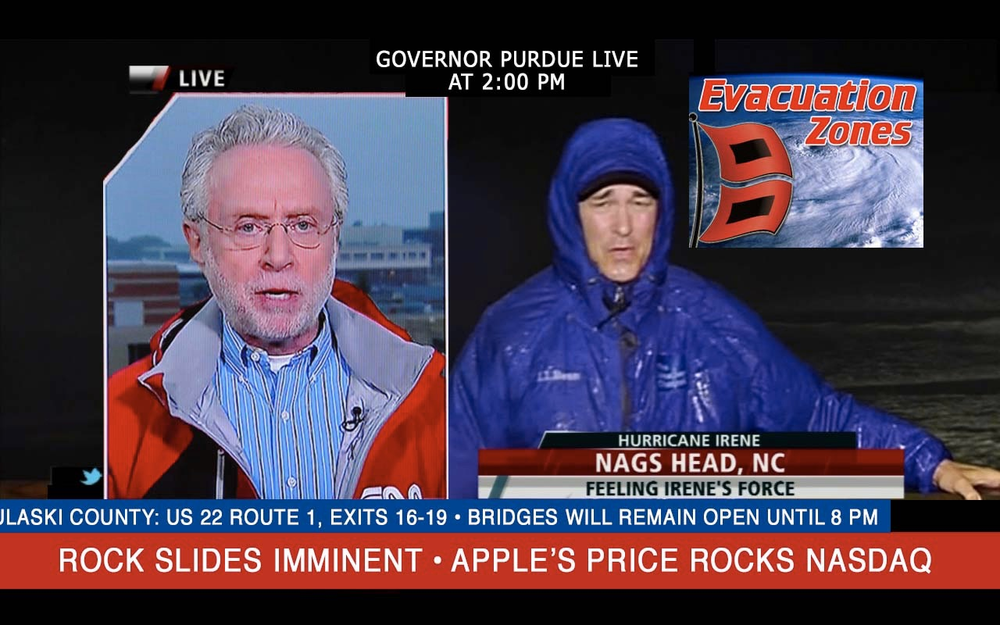 GOVERNOR PURDUE LIVE
AT 2:00 PM
LIVE
Evacuation
Zones
HURRICANE IRENE
NAGS HEAD, NC
FEELING IRENE'S FORCE
ULASKI COUNTY: US 22 ROUTE 1, EXITS 16-19 • BRIDGES WILL REMAIN OPEN UNTIL 8 PM
ROCK SLIDES IMMINENT • APPLE’S PRICE ROCKS NASDAQ